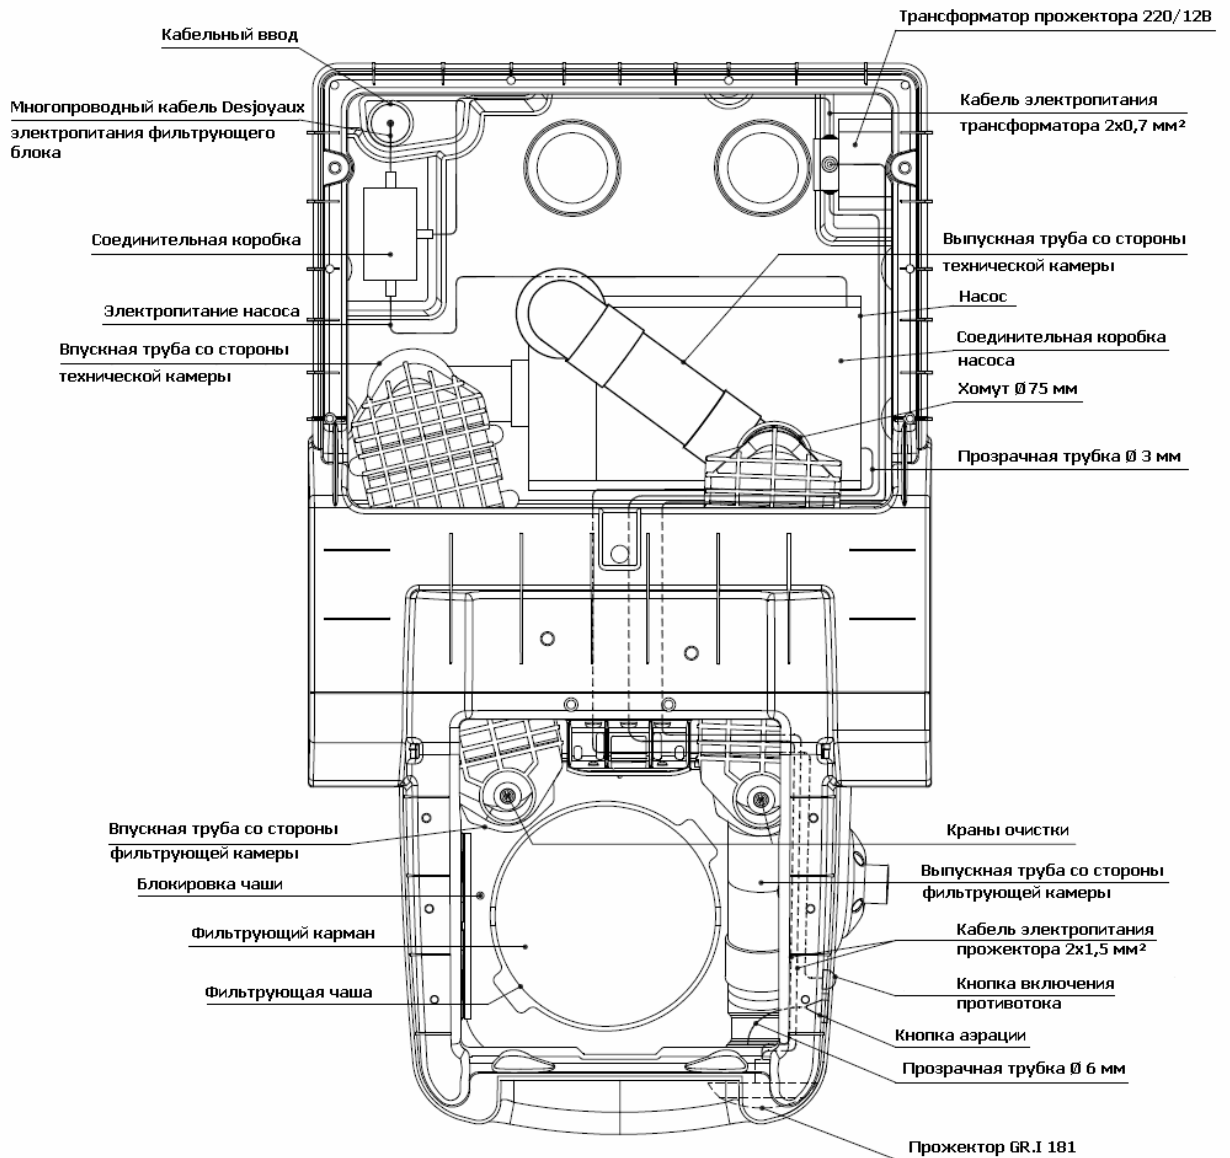 Трансформатор прожектора 220/12В
Кабельный ввод
Многопроводный кабель Desjoyaux
электропитания фильтрующего
блока
Кабель электропитания
трансформатора 2х0,7 мм²
Соединительная коробка
Выпускная труба со стороны
технической камеры
Электропитание насоса
Насос
Впускная труба со стороны
технической камеры
Соединительная коробка
насоса
Хомут Ø 75 мм
Прозрачная трубка Ø 3 мм
Впускная труба со стороны
фильтрующей камеры
Краны очистки
Блокировка чаши
Выпускная труба со стороны
фильтрующей камеры
Фильтрующий карман
Кабель электропитания
прожектора 2х1,5 мм²
Фильтрующая чаша
Кнопка включения
противотока
Кнопка аэрации
Прозрачная трубка Ø 6 мм
Прожектор GR.I 181